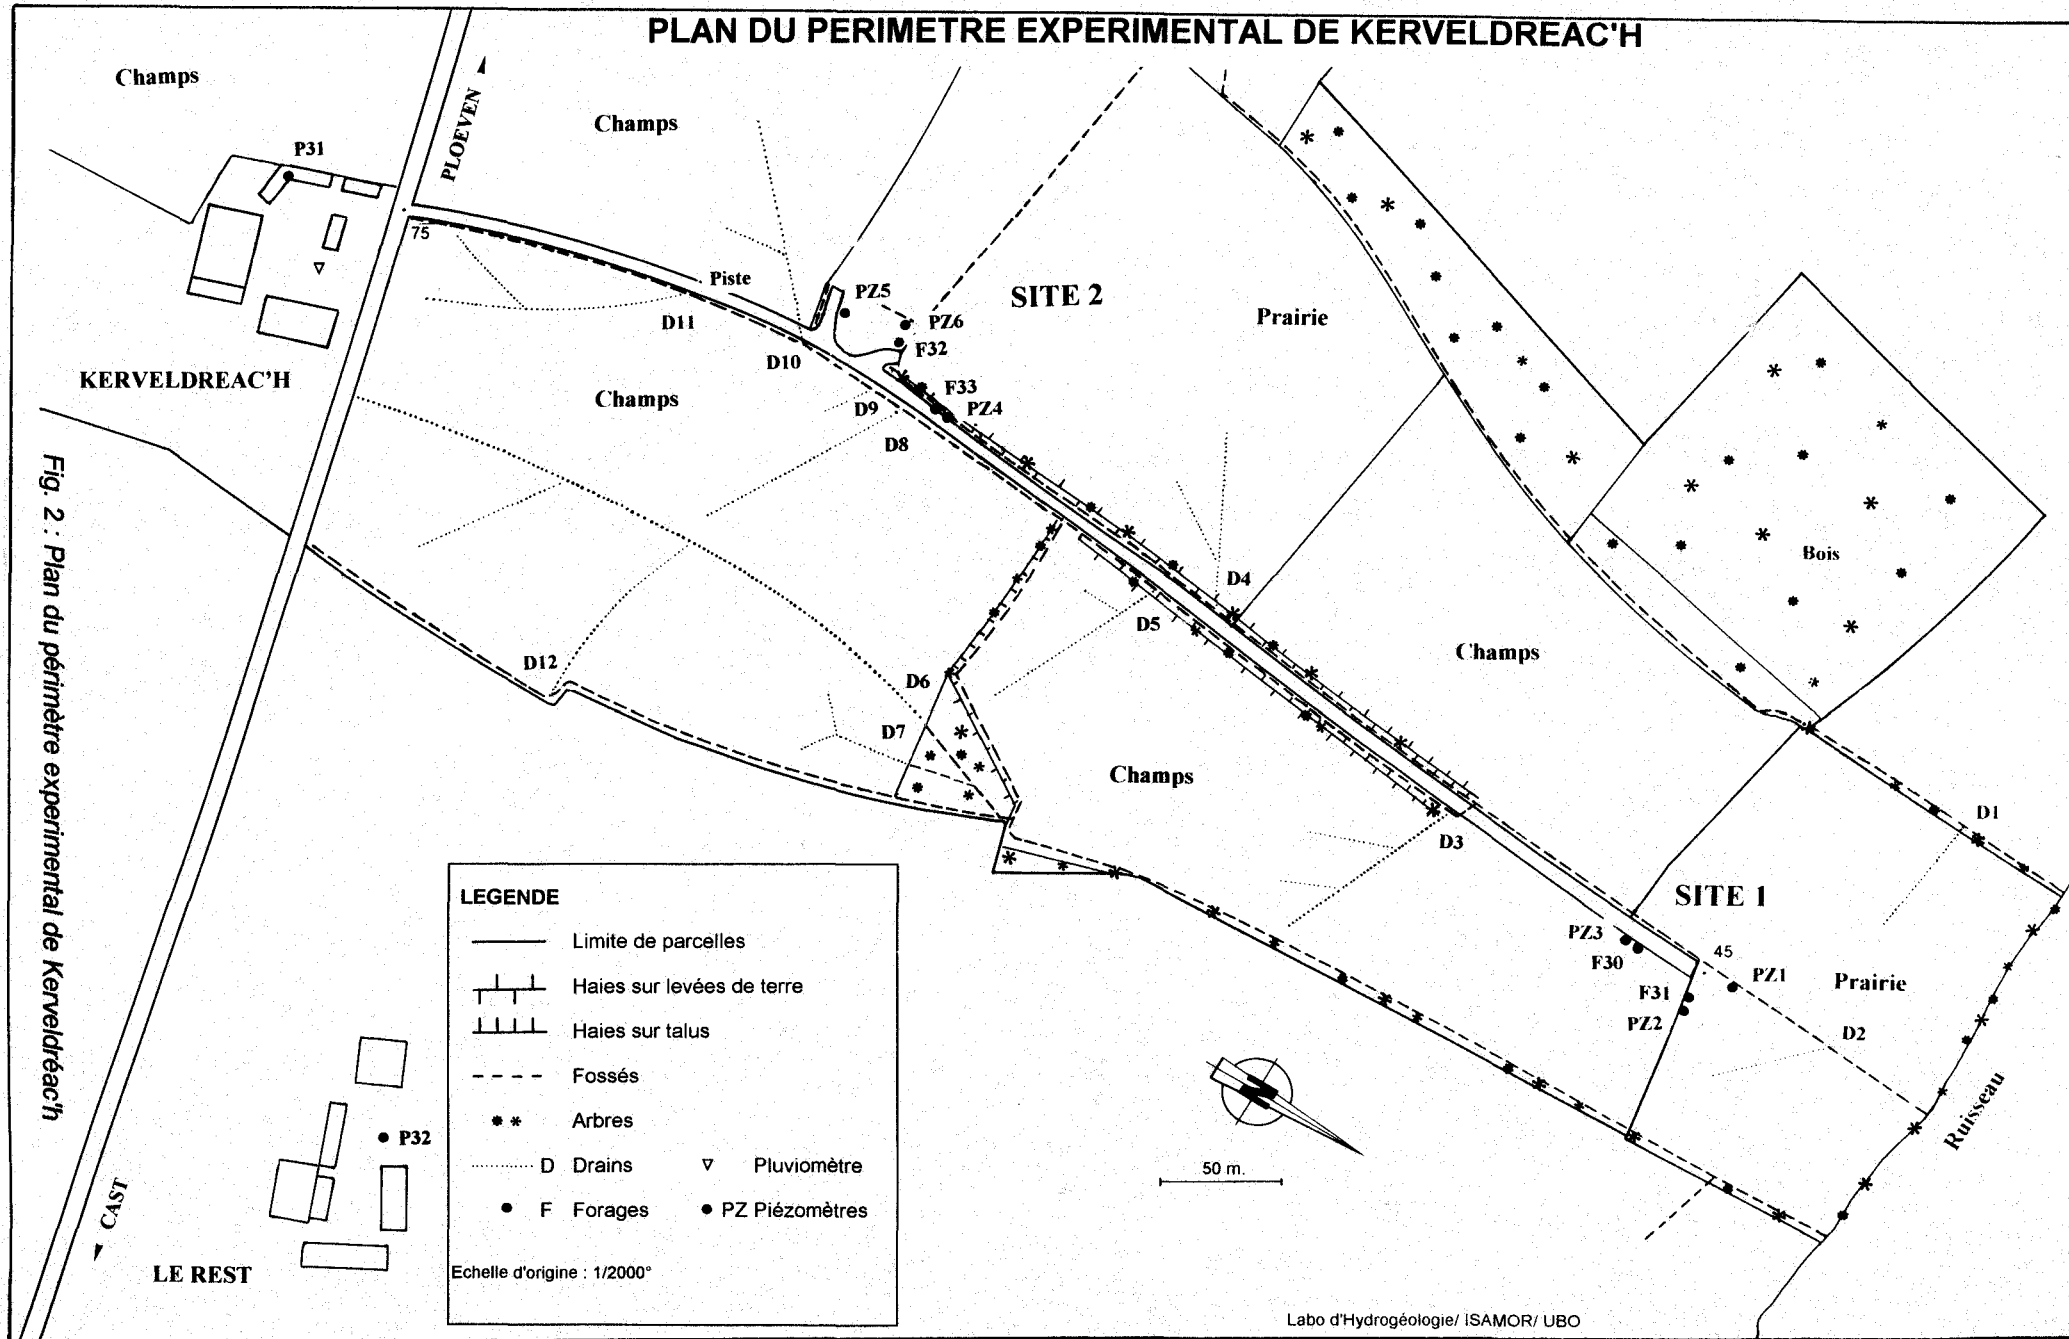 PLAN DU PERIMETRE EXPERIMENTAL DE KERVELDREAC'H
Champs
P31
PLOEVEN
Champs
75
Piste
PZ5
PZ6
F32
SITE 2
Prairie
D11
D10
KERVELDREAC'H
Champs
D9
D8
F33
PZ4
Bois
D4
D5
Champs
D12
D6
D7
Champs
D3
D1
SITE 1
PZ3
F30
45
PZ1
F31
PZ2
Prairie
D2
Ruisseau
Fig. 2 : Plan du périmètre expérimental de Kerveldréac'h
P32
CAST
LE REST
LEGENDE
Limite de parcelles
Haies sur levées de terre
Haies sur talus
Fossés
Arbres
D Drains
Pluviomètre
F Forages
PZ Piézomètres
Echelle d'origine : 1/2000°
N
50 m.
Labo d'Hydrogéologie/ ISAMOR/ UBO